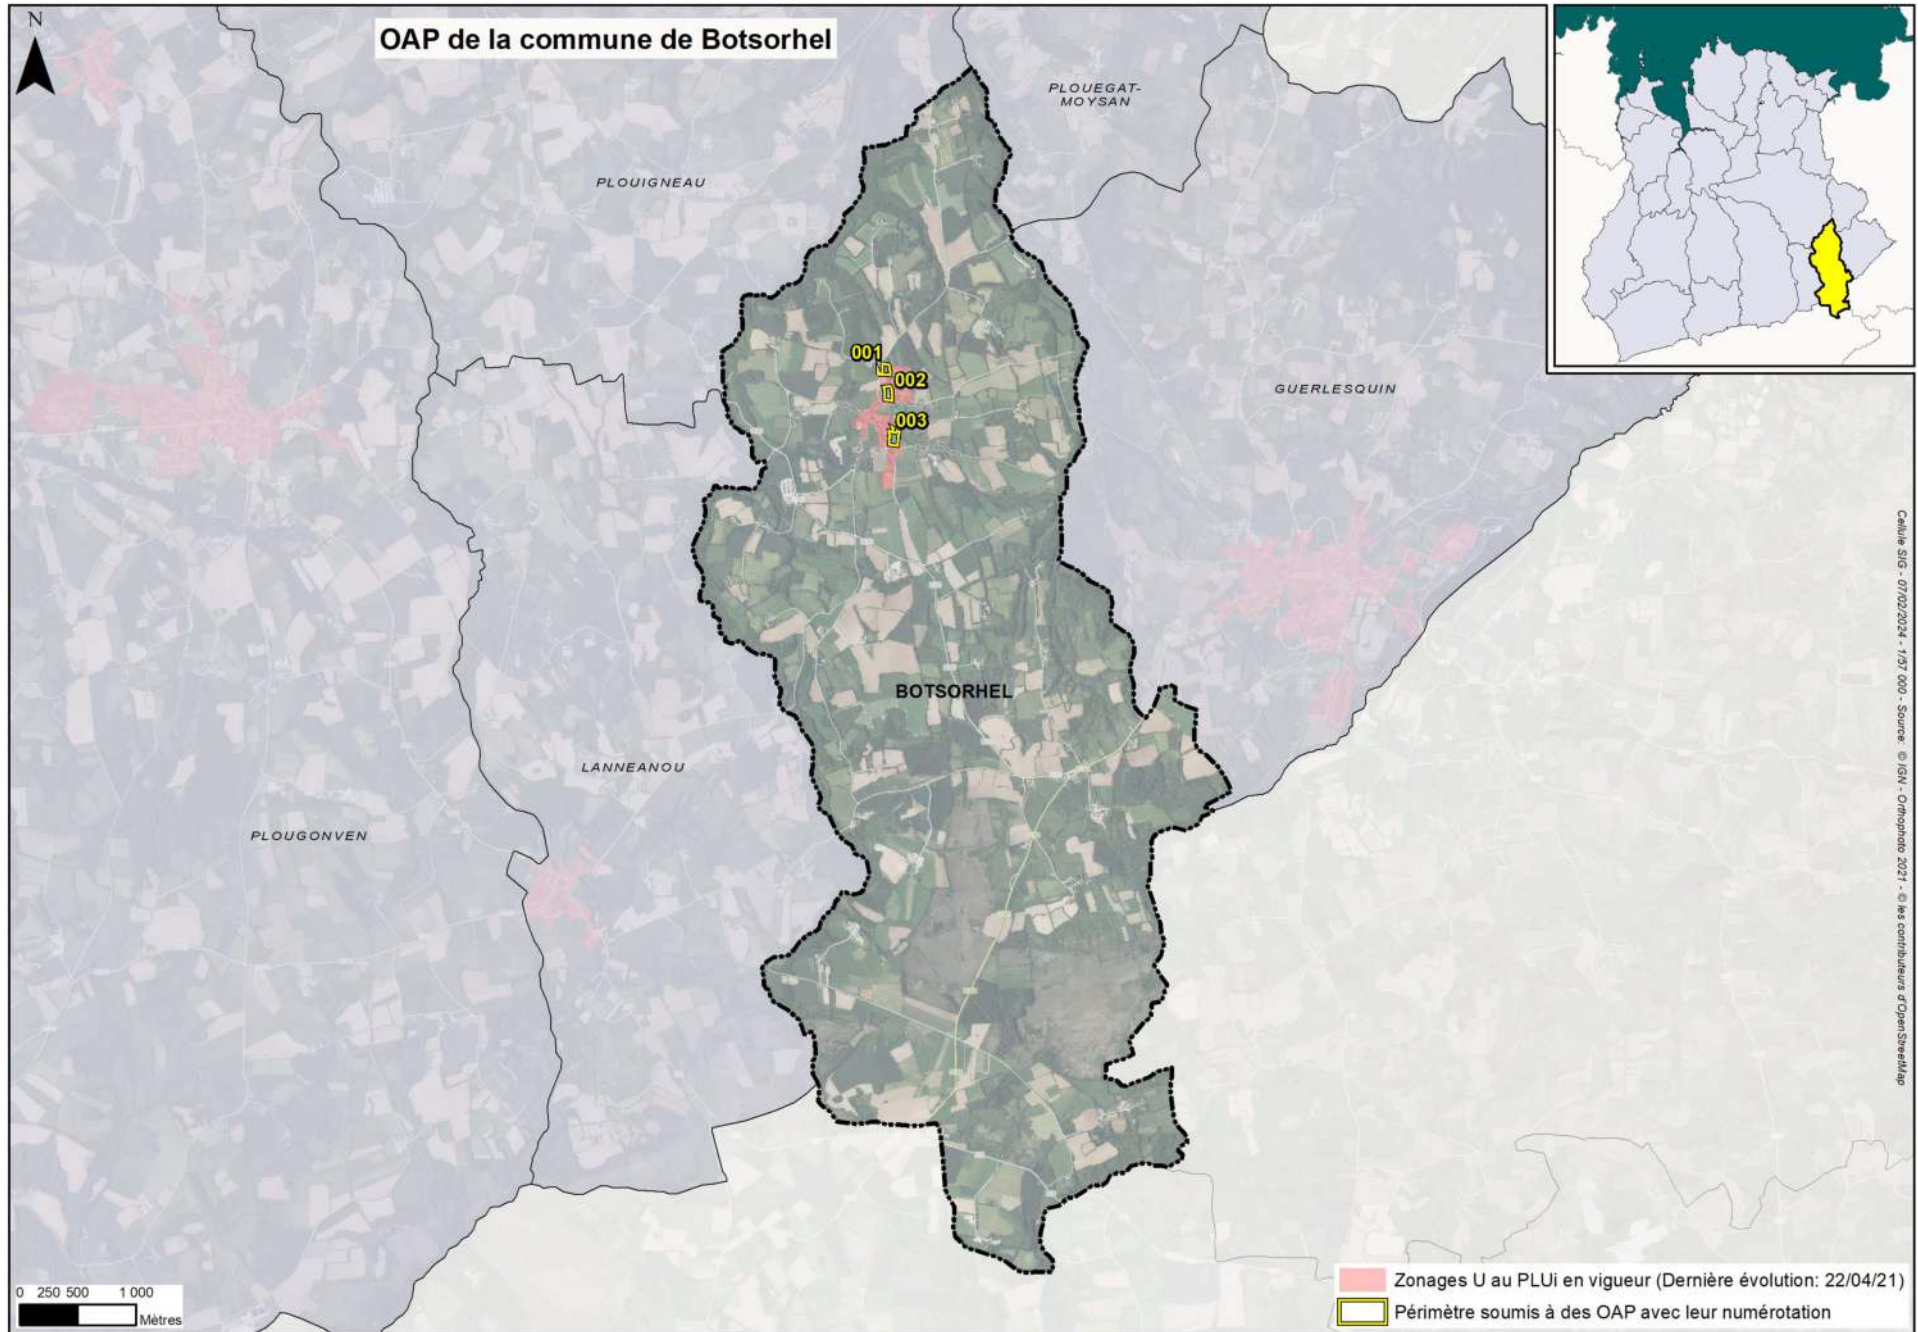 N
OAP de la commune de Botsorhel
PLOUEGAT-
MOYSAN
PLOUIGNEAU
001
002
GUERLESQUIN
003
BOTSORHEL
LANNEANOU
PLOUGONVEN
Cellule SIG - 07/02/2024 - 1/57 000 - Source: © IGN - Orthophoto 2021 - © les contributeurs d'OpenStreetMap
0 250 500 1 000
Mètres
Zonages U au PLUi en vigueur (Dernière évolution: 22/04/21)
Périmètre soumis à des OAP avec leur numérotation